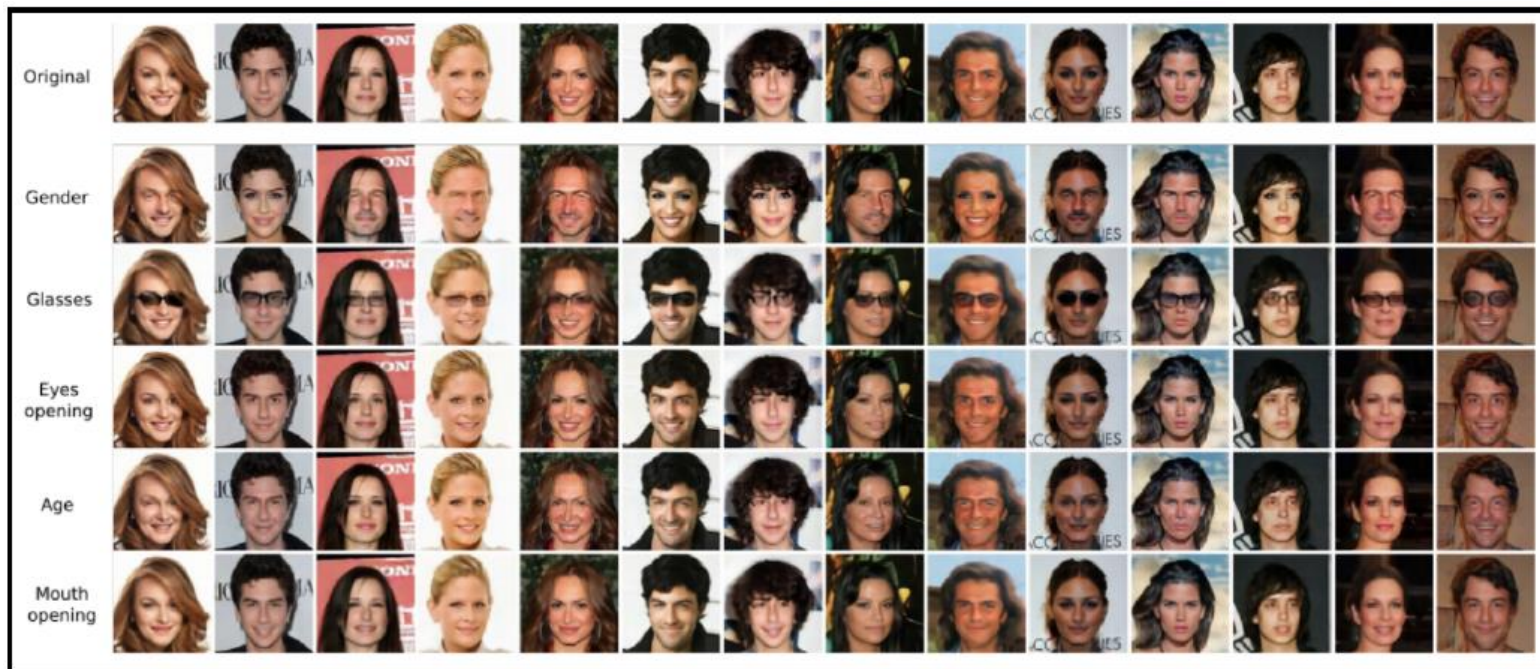 Original
Gender
Glasses
Eyes
opening
Age
Mouth
opening